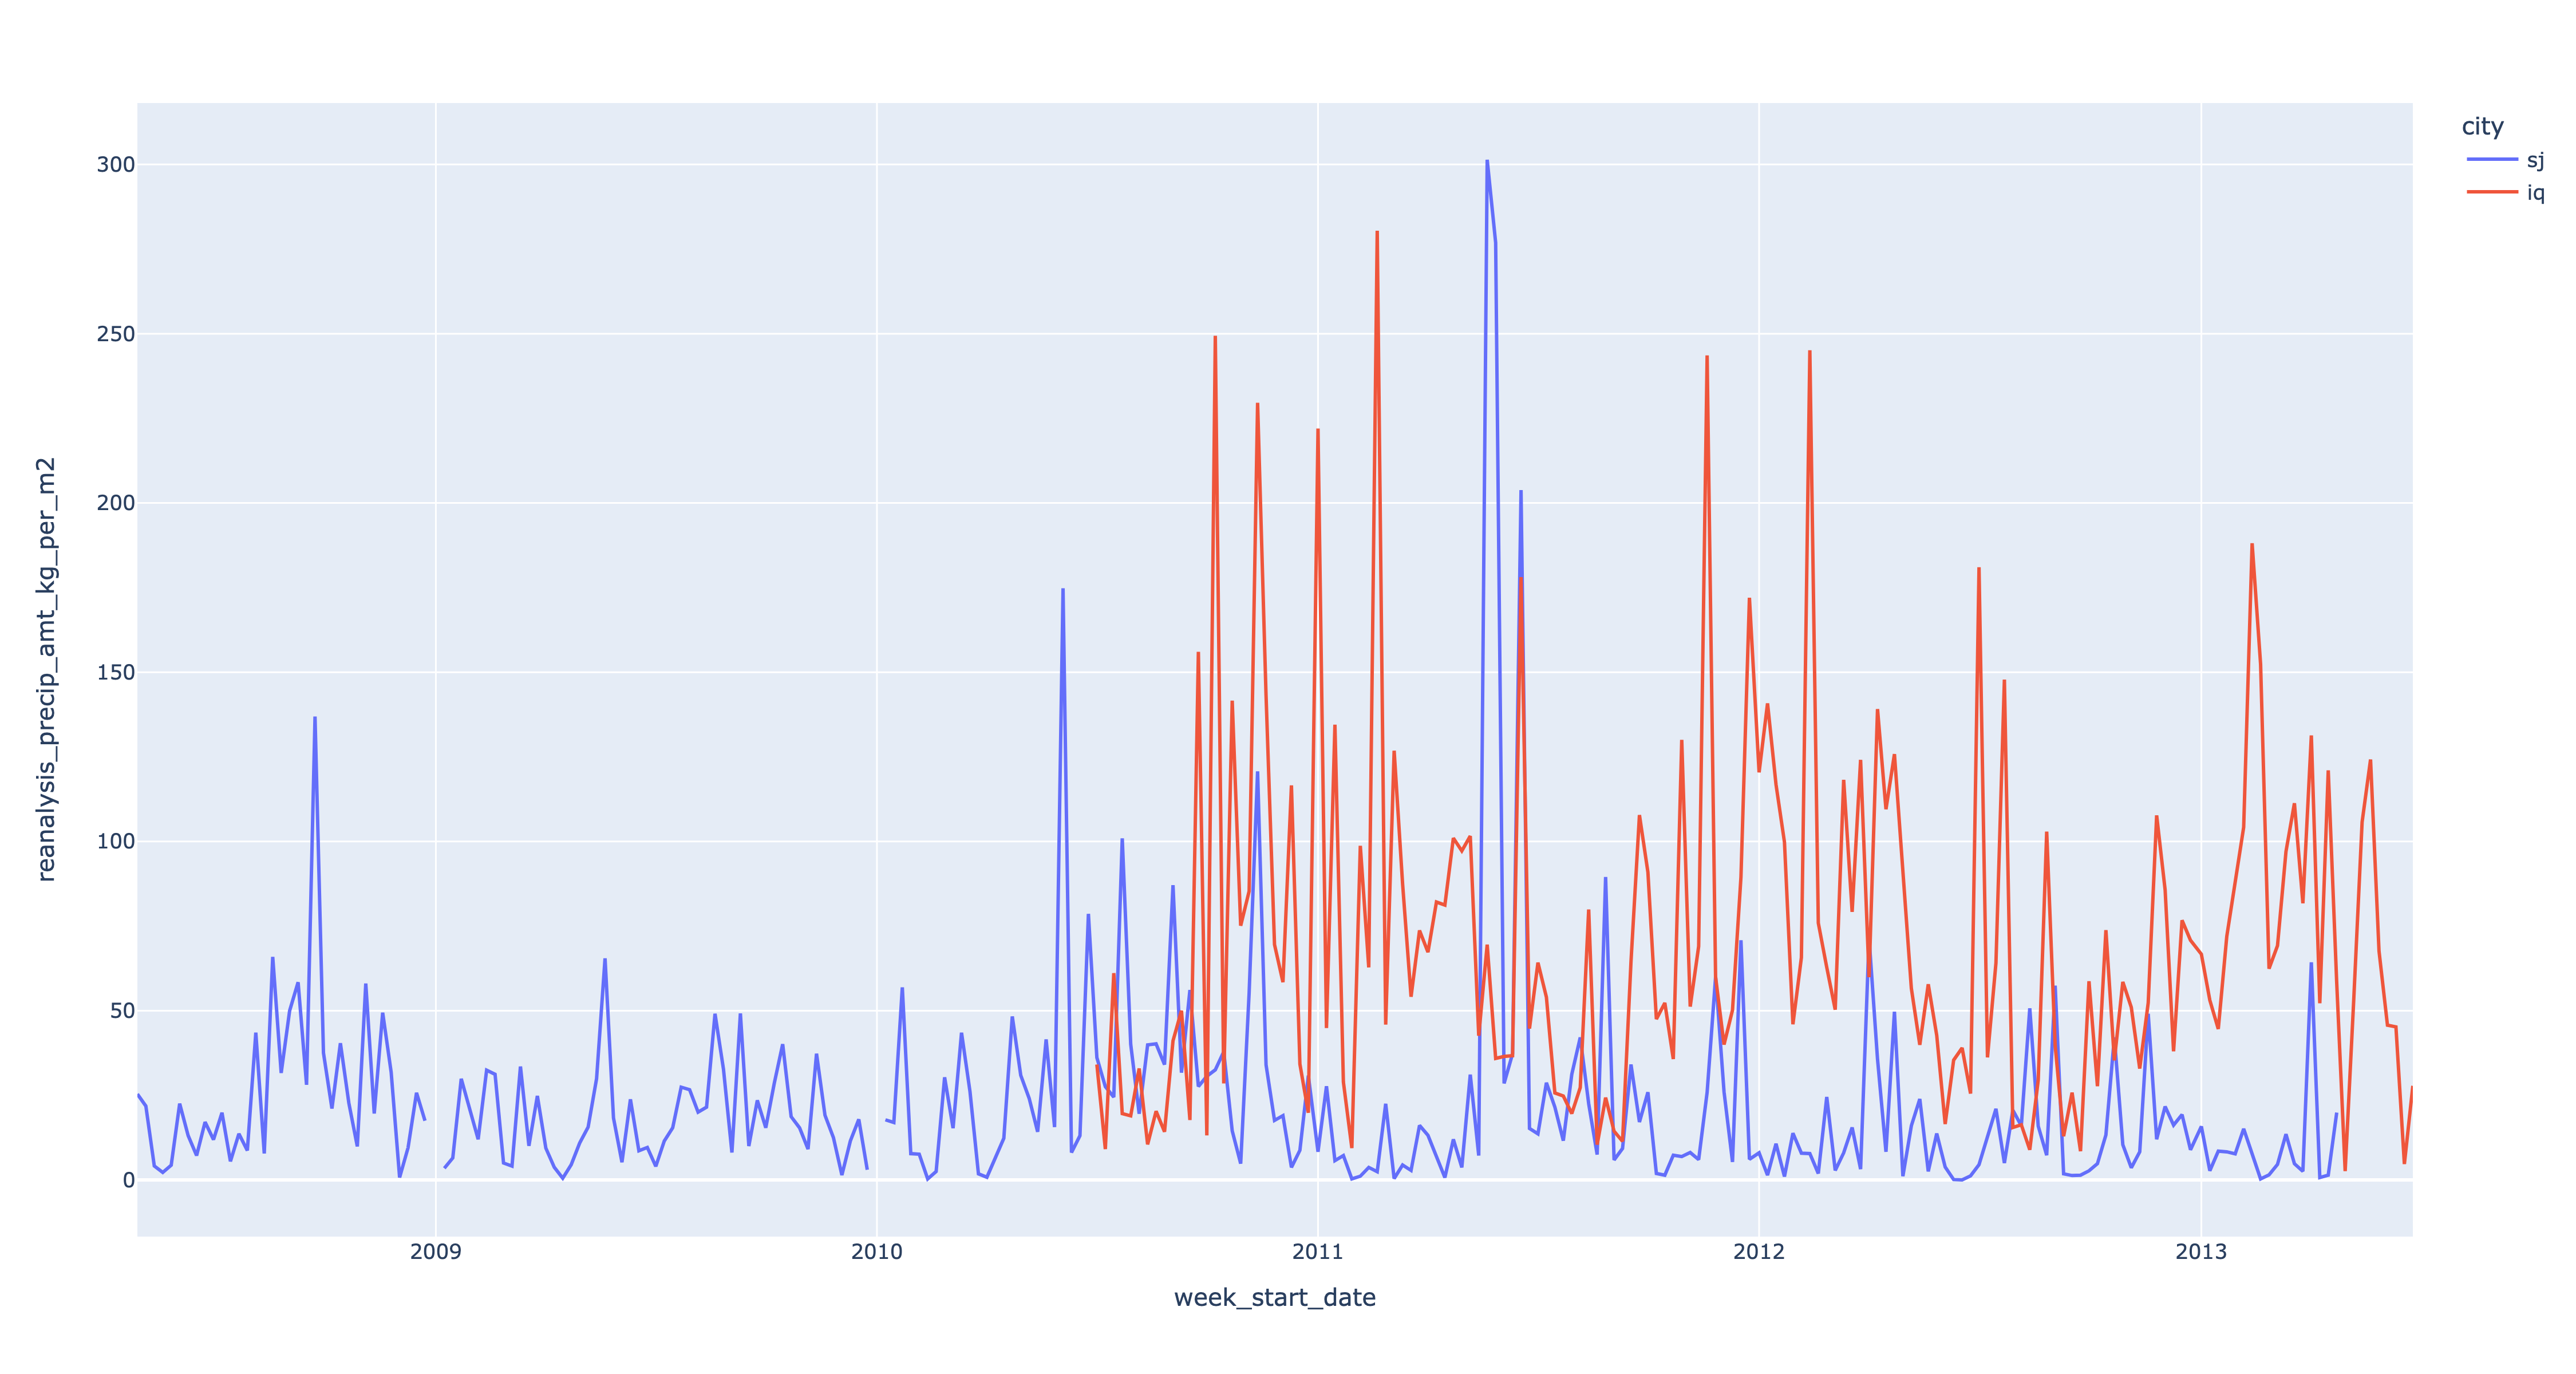 city
sj
iq
300
250
200
150
100
50
0
reanalysis_precip_amt_kg_per_m2
2009 2010 2011 2012 2013
week_start_date